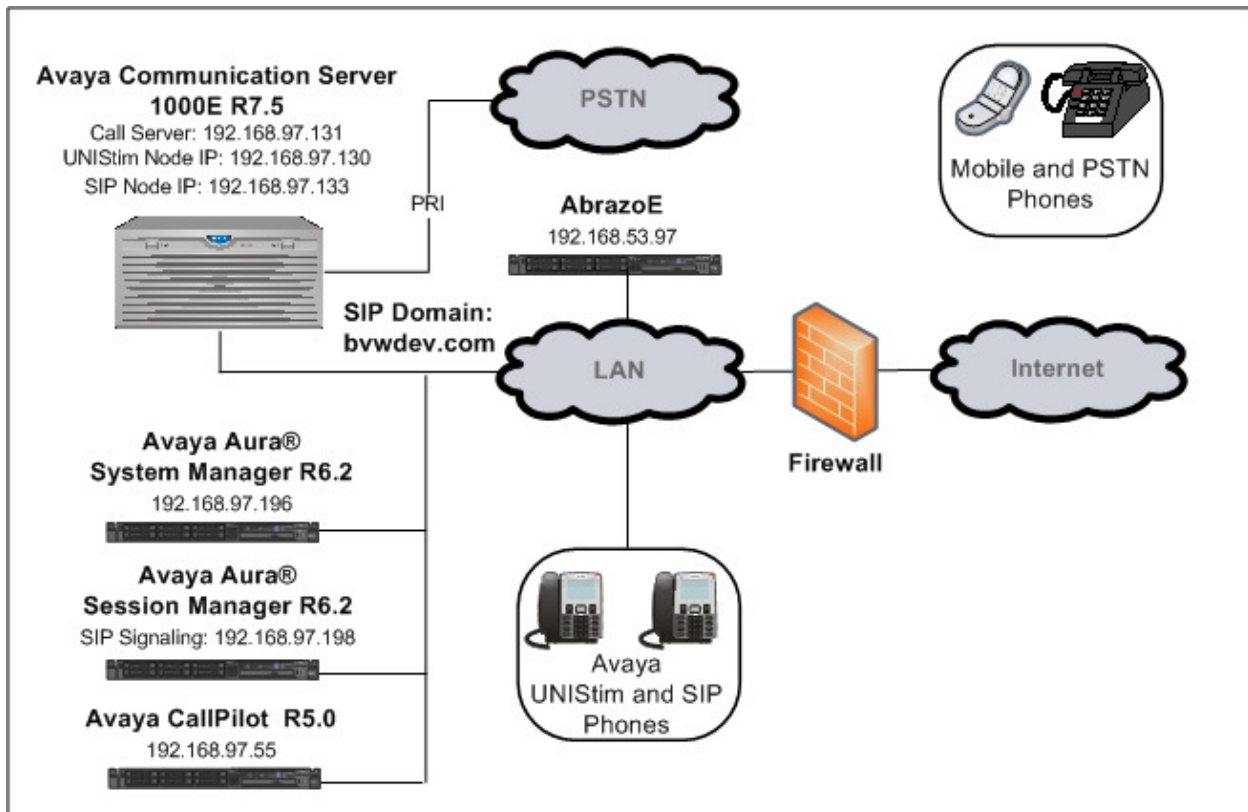 Avaya Communication Server
1000E R7.5
Call Server: 192.168.97.131
UNIStim Node IP: 192.168.97.130
SIP Node IP: 192.168.97.133
PSTN
PRI
Mobile and PSTN
Phones
AbrazoE
192.168.53.97
SIP Domain:
bvwdev.com
LAN
Firewall
Internet
Avaya Aura®
System Manager R6.2
192.168.97.196
Avaya Aura®
Session Manager R6.2
SIP Signaling: 192.168.97.198
Avaya CallPilot R5.0
192.168.97.55
Avaya
UNIStim and SIP
Phones